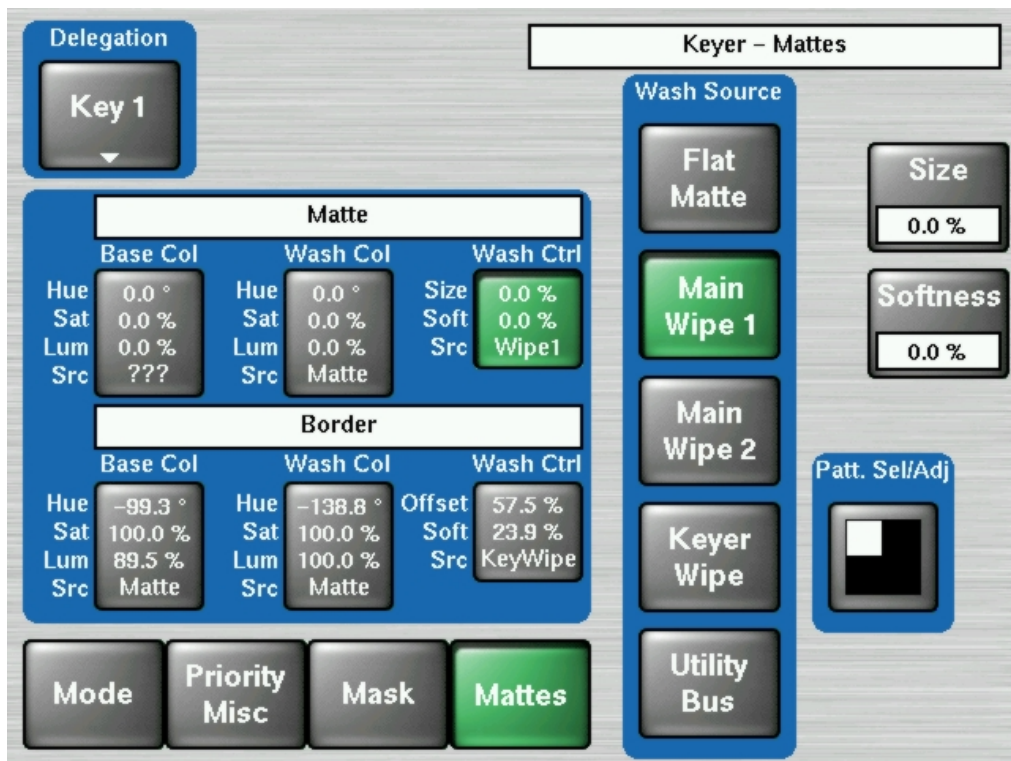 Delegation
Key 1
Keyer – Mattes
Matte
Base Col Wash Col Wash Ctrl
Hue 0.0 ° Hue 0.0 ° Size 0.0 %
Sat 0.0 % Sat 0.0 % Soft 0.0 %
Lum 0.0 % Lum 0.0 % Src Wipe1
Src ??? Src Matte
Border
Base Col Wash Col Wash Ctrl
Hue –99.3 ° Hue –138.8 ° Offset 57.5 %
Sat 100.0 % Sat 100.0 % Soft 23.9 %
Lum 89.5 % Lum 100.0 % Src KeyWipe
Src Matte Src Matte
Wash Source
Flat
Matte
Main
Wipe 1
Main
Wipe 2
Keyer
Wipe
Utility
Bus
Size
0.0 %
Softness
0.0 %
Patt. Sel/Adj
Mode
Priority
Misc
Mask
Mattes